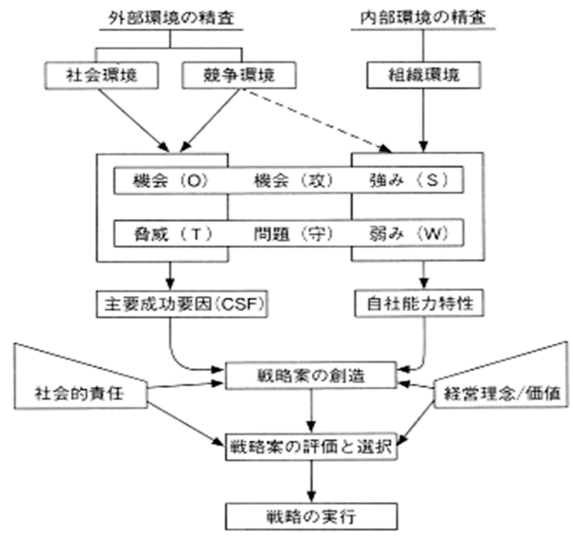 外部環境の精査
内部環境の精査
社会環境
競争環境
組織環境
機会(O) 機会(攻) 強み(S)
脅威(T) 問題(守) 弱み(W)
主要成功要因(CSF)
自社能力特性
戦略案の創造
社会的責任
経営理念/価値
戦略案の評価と選択
戦略の実行